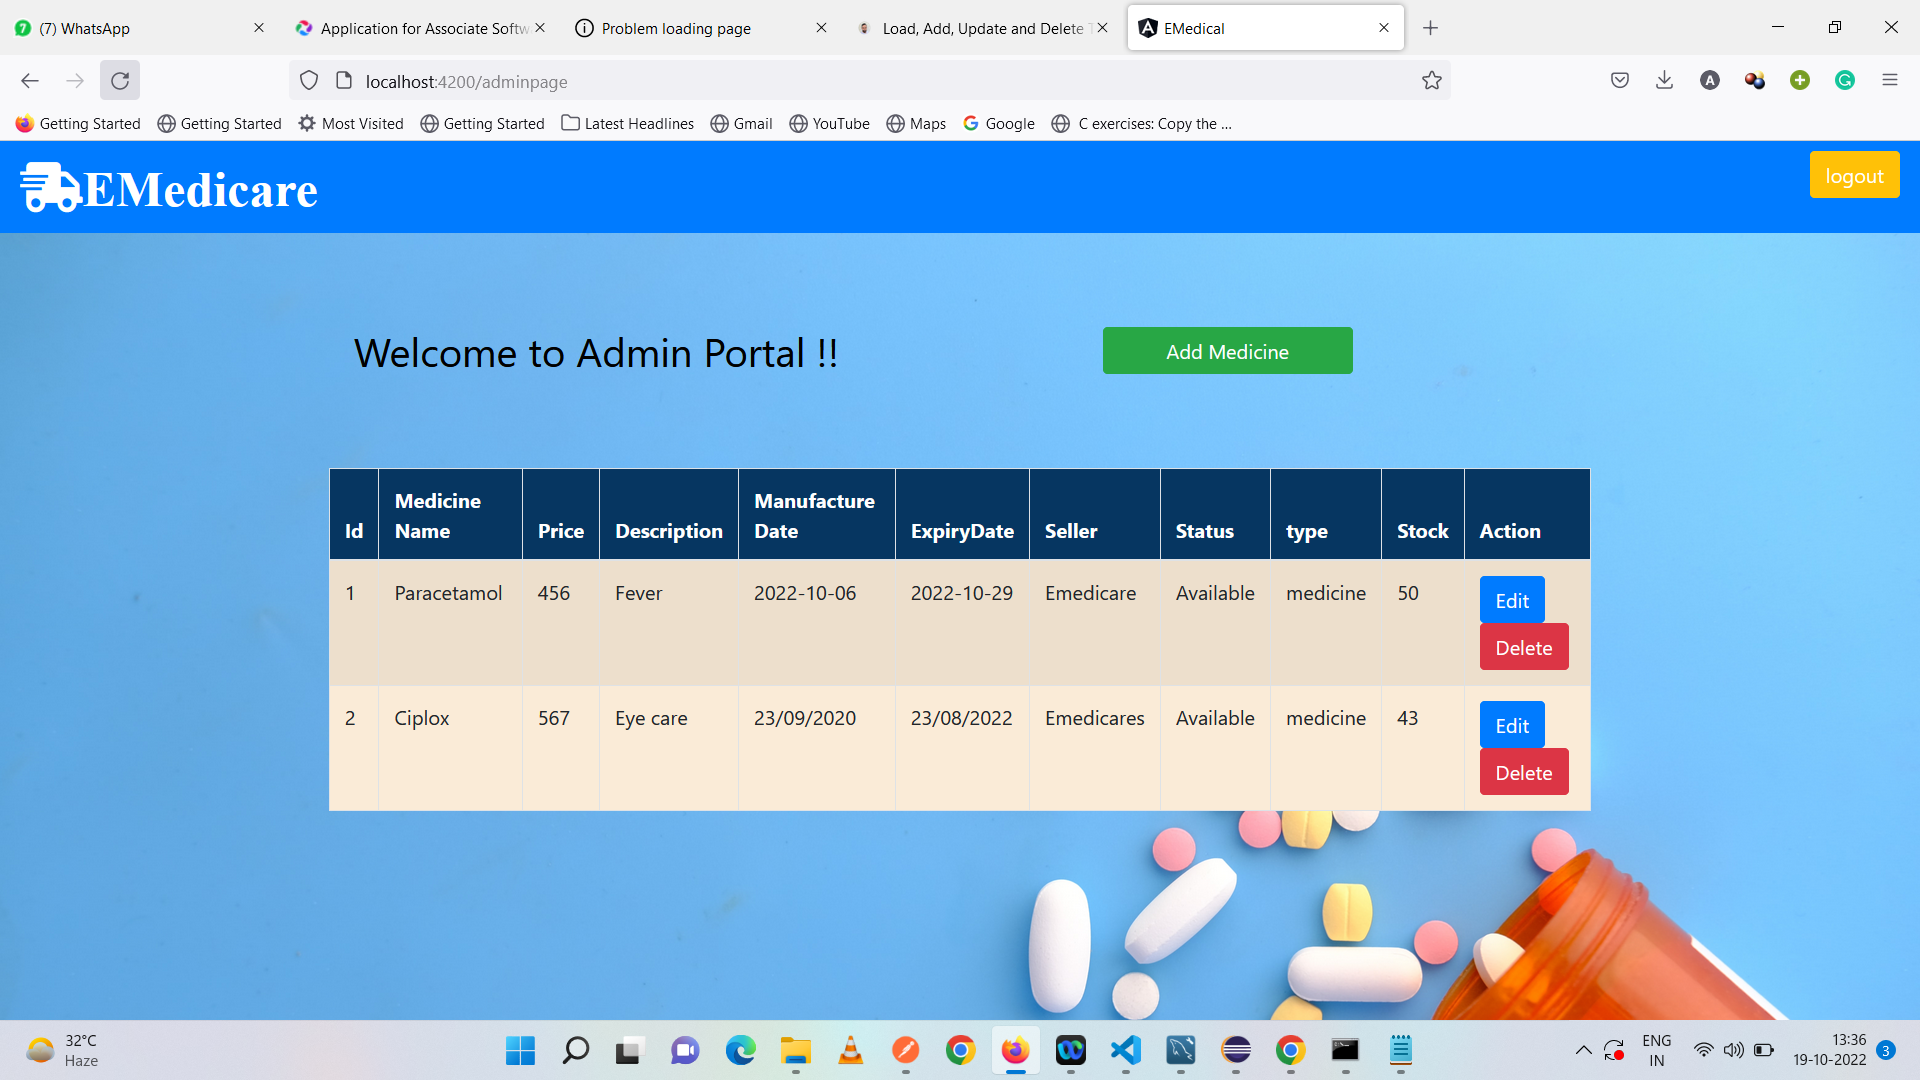 (7) WhatsApp
Application for Associate Softw
Problem loading page
Load, Add, Update and Delete T
EMedical
localhost:4200/adminpage
Getting Started
Getting Started
Most Visited
Getting Started
Latest Headlines
Gmail
YouTube
Maps
Google
C exercises: Copy the ...
EMedicare
logout
Welcome to Admin Portal !!
Add Medicine
Id Medicine Name Price Description Manufacture Date ExpiryDate Seller Status type Stock Action
1 Paracetamol 456 Fever 2022-10-06 2022-10-29 Emedicare Available medicine 50 Edit
Delete
2 Ciplox 567 Eye care 23/09/2020 23/08/2022 Emedicares Available medicine 43 Edit
Delete
32°C
Haze
ENG
IN
13:36
19-10-2022
3